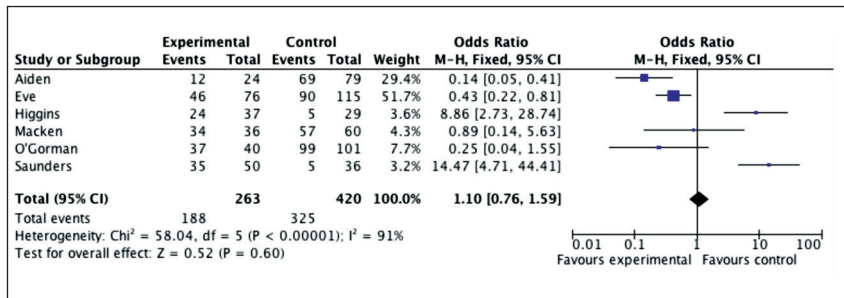 Experimental Control Odds Ratio Odds Ratio
Study or Subgroup Events Total Events Total Weight M-H, Fixed, 95% CI M-H, Fixed, 95% CI
Aiden 12 24 69 79 29.4% 0.14 [0.05, 0.41]
Eve 46 76 90 115 51.7% 0.43 [0.22, 0.81]
Higgins 24 37 5 29 3.6% 8.86 [2.73, 28.74]
Macken 34 36 57 60 4.3% 0.89 [0.14, 5.63]
O'Gorman 37 40 99 101 7.7% 0.25 [0.04, 1.55]
Saunders 35 50 5 36 3.2% 14.47 [4.71, 44.41]
Total (95% CI) 263 420 100.0% 1.10 [0.76, 1.59]
Total events 188 325
Heterogeneity: Chi² = 58.04, df = 5 (P < 0.00001); I² = 91%
Test for overall effect: Z = 0.52 (P = 0.60)
0.01 0.1 1 10 100
Favours experimental Favours control